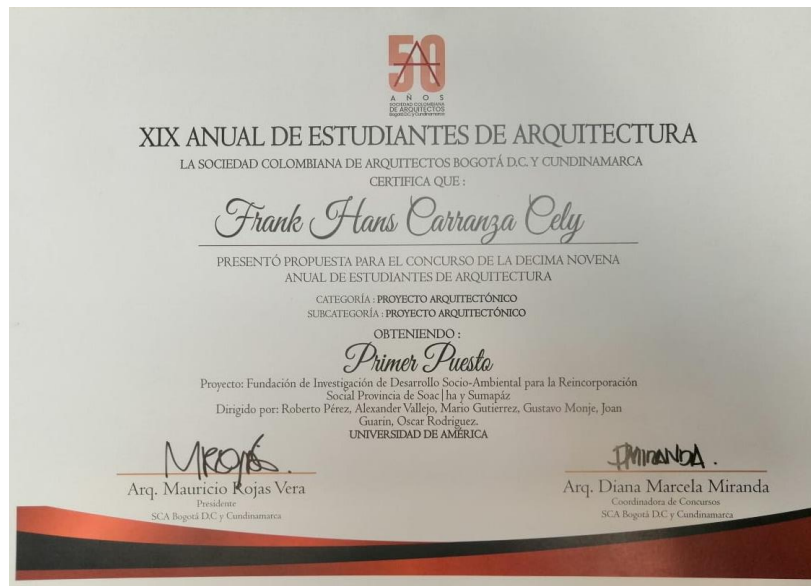 50
AÑOS
SOCIEDAD COLOMBIANA
DE ARQUITECTOS
Bogotá D.C. y Cundinamarca
XIX ANUAL DE ESTUDIANTES DE ARQUITECTURA
LA SOCIEDAD COLOMBIANA DE ARQUITECTOS BOGOTÁ D.C. Y CUNDINAMARCA
CERTIFICA QUE :
Frank Hans Carranza Cely
PRESENTÓ PROPUESTA PARA EL CONCURSO DE LA DECIMA NOVENA
ANUAL DE ESTUDIANTES DE ARQUITECTURA
CATEGORÍA : PROYECTO ARQUITECTÓNICO
SUBCATEGORÍA : PROYECTO ARQUITECTÓNICO
OBTENIENDO :
Primer Puesto
Proyecto: Fundación de Investigación de Desarrollo Socio-Ambiental para la Reincorporación
Social Provincia de Soac|ha y Sumapáz
Dirigido por: Roberto Pérez, Alexander Vallejo, Mario Gutierrez, Gustavo Monje, Joan
Guarin, Oscar Rodriguez.
UNIVERSIDAD DE AMÉRICA
MRojas.
Arq. Mauricio Rojas Vera
Presidente
SCA Bogotá D.C y Cundinamarca
DMIRANDA.
Arq. Diana Marcela Miranda
Coordinadora de Concursos
SCA Bogotá D.C y Cundinamarca